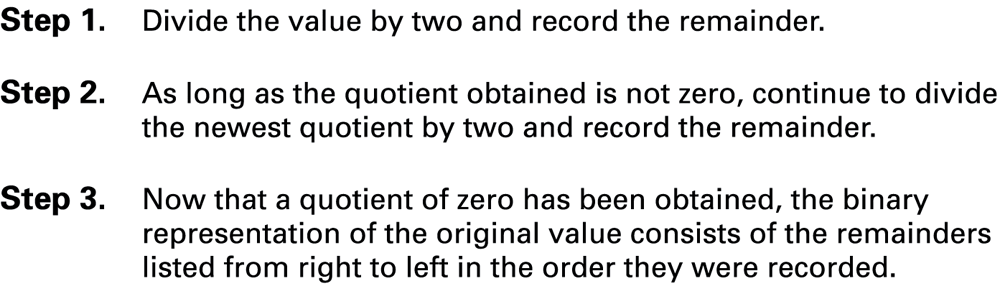 Step 1. Divide the value by two and record the remainder.
Step 2. As long as the quotient obtained is not zero, continue to divide
the newest quotient by two and record the remainder.
Step 3. Now that a quotient of zero has been obtained, the binary
representation of the original value consists of the remainders
listed from right to left in the order they were recorded.